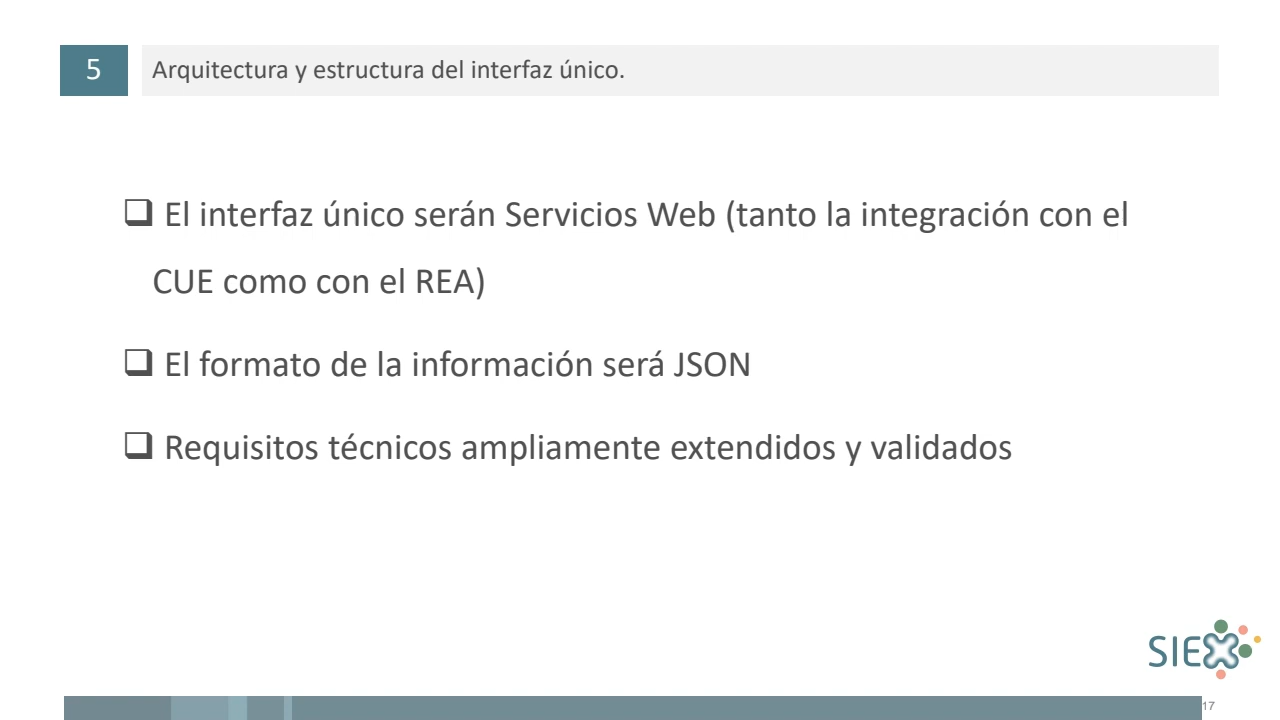 5
Arquitectura y estructura del interfaz único.
El interfaz único serán Servicios Web (tanto la integración con el
CUE como con el REA)
El formato de la información será JSON
Requisitos técnicos ampliamente extendidos y validados
SIEX
17